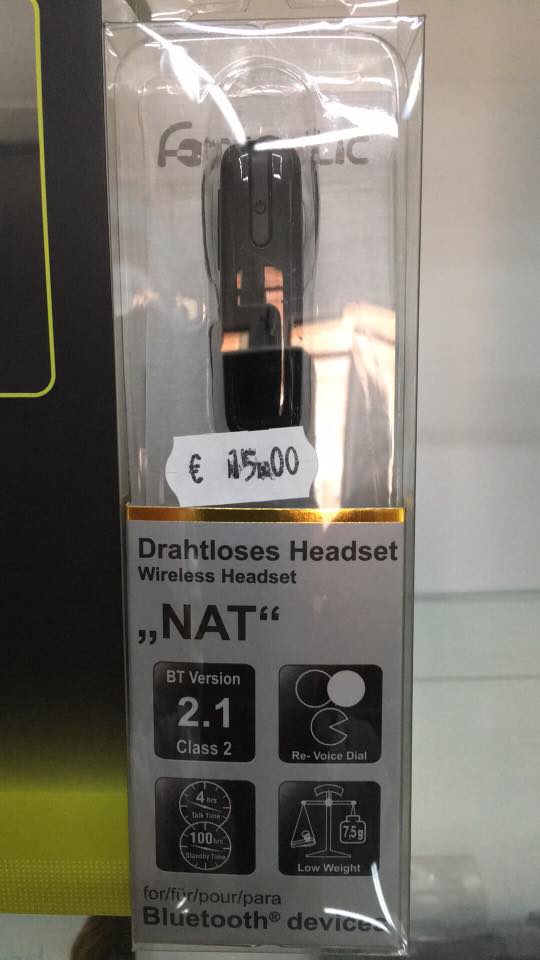 € 15.00
Drahtloses Headset
Wireless Headset
„NAT“
BT Version
2.1
Class 2
Re- Voice Dial
4 hrs
Talk Time
100 hrs
Standby Time
7,5g
Low Weight
for/für/pour/para
Bluetooth® devices